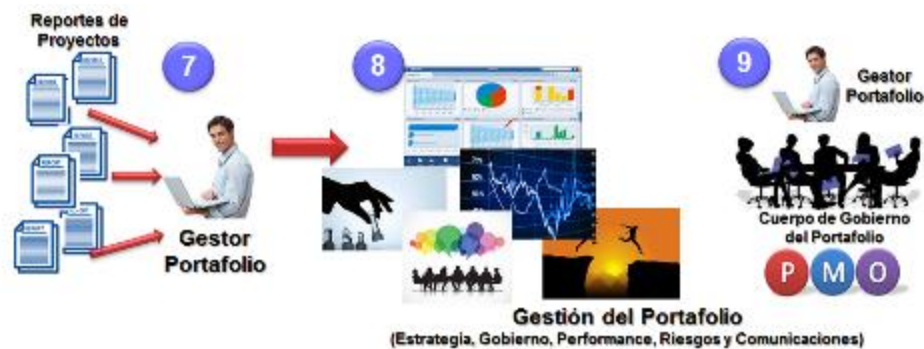 Reportes de
Proyectos
7
Gestor
Portafolio
8
Gestión del Portafolio
(Estrategia, Gobierno, Performance, Riesgos y Comunicaciones)
9
Gestor
Portafolio
Cuerpo de Gobierno
del Portafolio
P M O